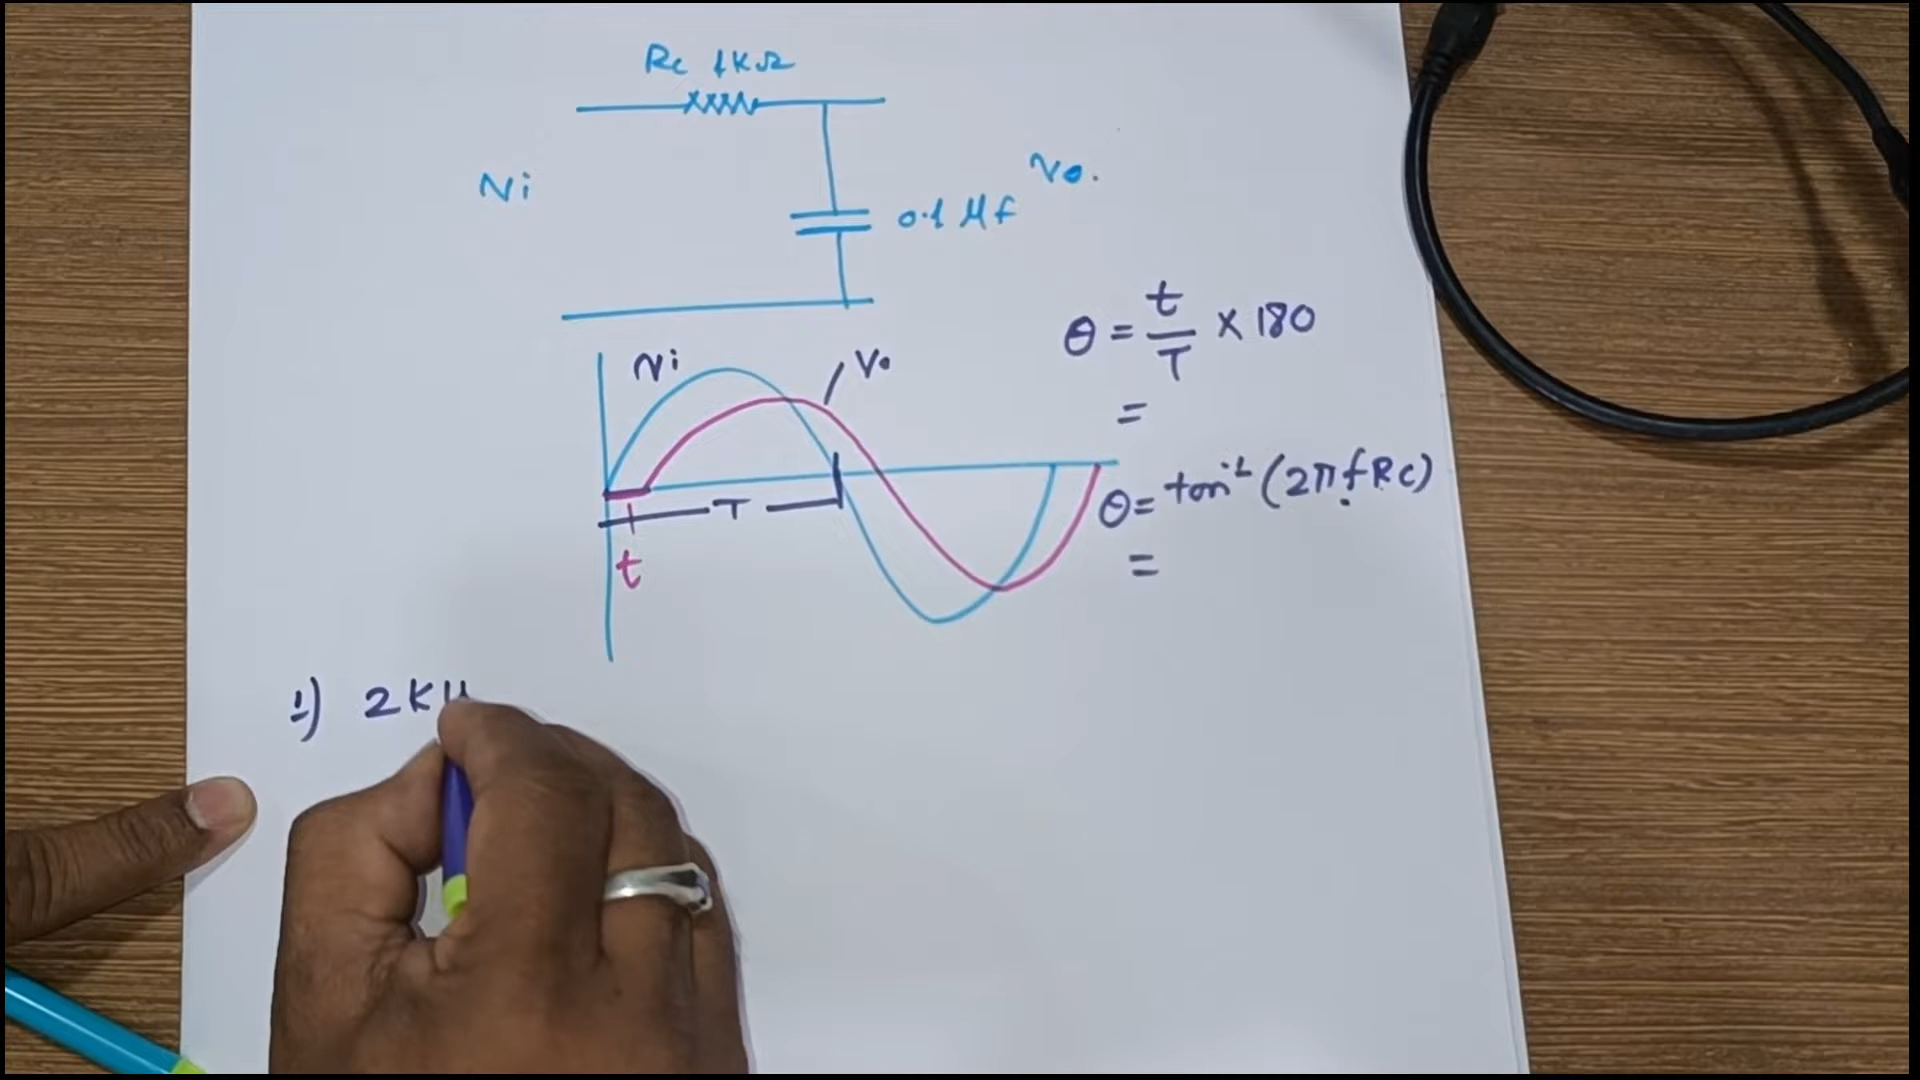 Rc 1KΩ
Vi
0.1 µf
Vo.
Vi
Vo
T
t
θ = t/T × 180
=
θ = tan⁻¹ (2πfRc)
=
1) 2KH